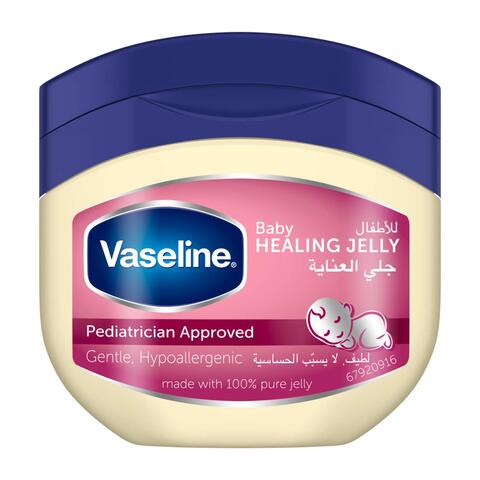 Baby للأطفال
HEALING JELLY
جلي العناية
Vaseline®
Pediatrician Approved
Gentle, Hypoallergenic لطيف، لا يسبّب الحساسية
67920916
made with 100% pure jelly